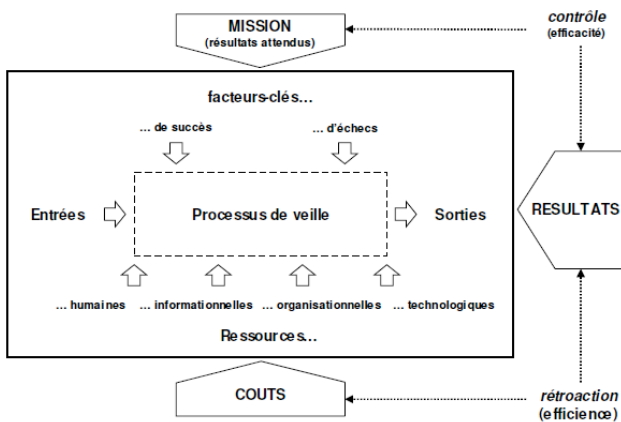 MISSION
(résultats attendus)
contrôle
(efficacité)
facteurs-clés...
... de succès
... d'échecs
Entrées
Processus de veille
Sorties
RESULTATS
... humaines
... informationnelles
... organisationnelles
... technologiques
Ressources...
COUTS
rétroaction
(efficience)